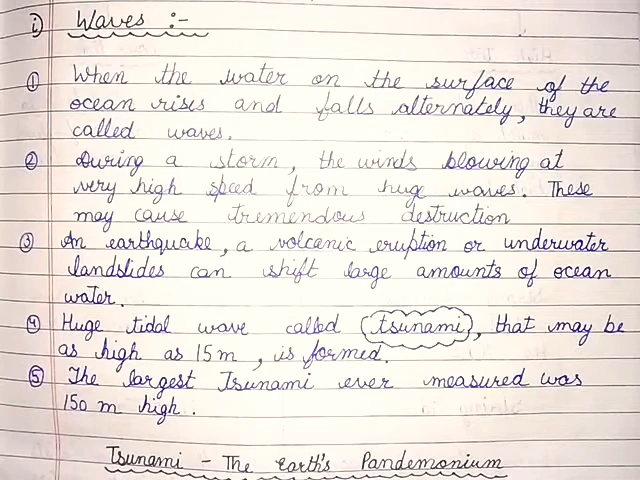 i) Waves :-
① When the water on the surface of the
ocean rises and falls alternately, they are
called waves.
② During a storm, the winds blowing at
very high speed from huge waves. These
may cause tremendous destruction
③ An earthquake, a volcanic eruption or underwater
landslides can shift large amounts of ocean
water.
④ Huge tidal wave called tsunami, that may be
as high as 15 m, is formed.
⑤ The largest Tsunami ever measured was
150 m high.
Tsunami - The Earth's Pandemonium